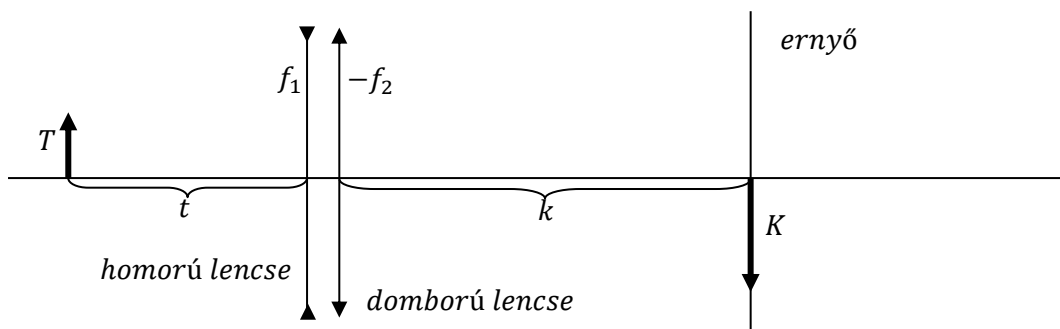 ernyő
f₁
−f₂
T
t
k
K
homorú lencse
domború lencse